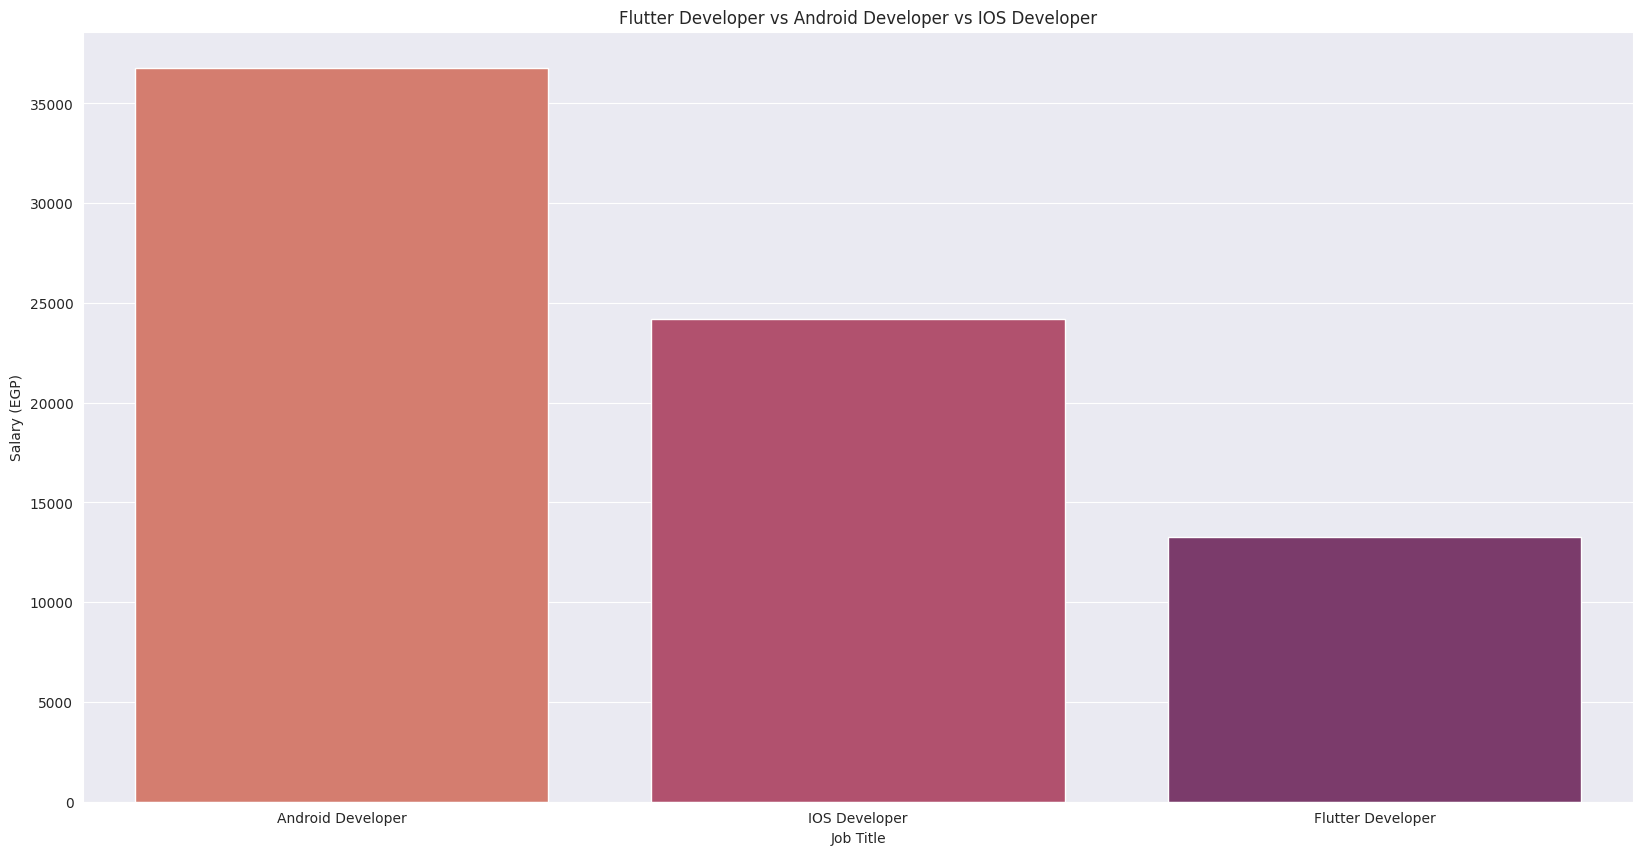 Flutter Developer vs Android Developer vs IOS Developer
35000
30000
25000
20000
15000
10000
5000
0
Salary (EGP)
Android Developer IOS Developer Flutter Developer
Job Title